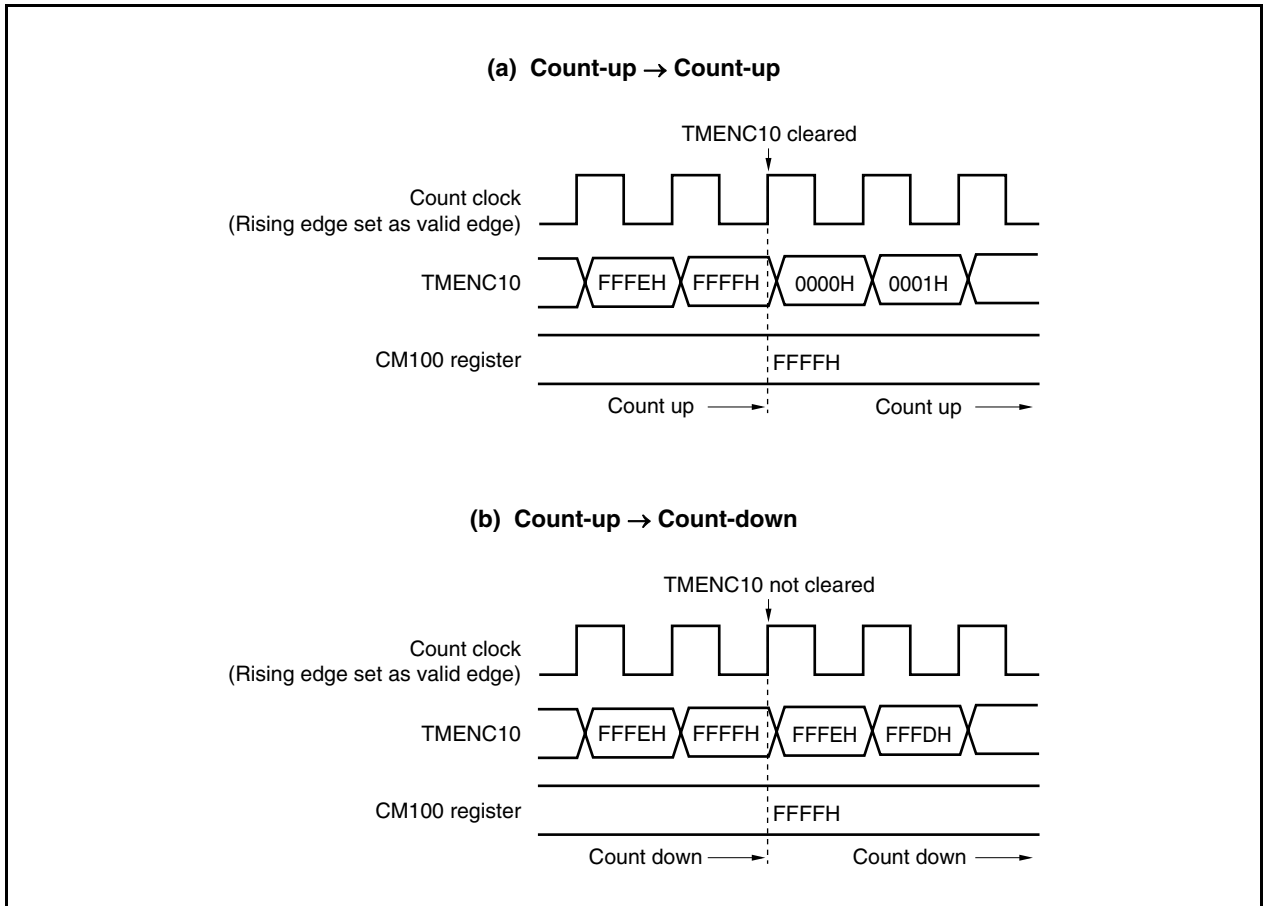 (a) Count-up → Count-up
TMENC10 cleared
Count clock
(Rising edge set as valid edge)
TMENC10
FFFEH
FFFFH
0000H
0001H
CM100 register
FFFFH
Count up
Count up
(b) Count-up → Count-down
TMENC10 not cleared
Count clock
(Rising edge set as valid edge)
TMENC10
FFFEH
FFFFH
FFFEH
FFFDH
CM100 register
FFFFH
Count down
Count down